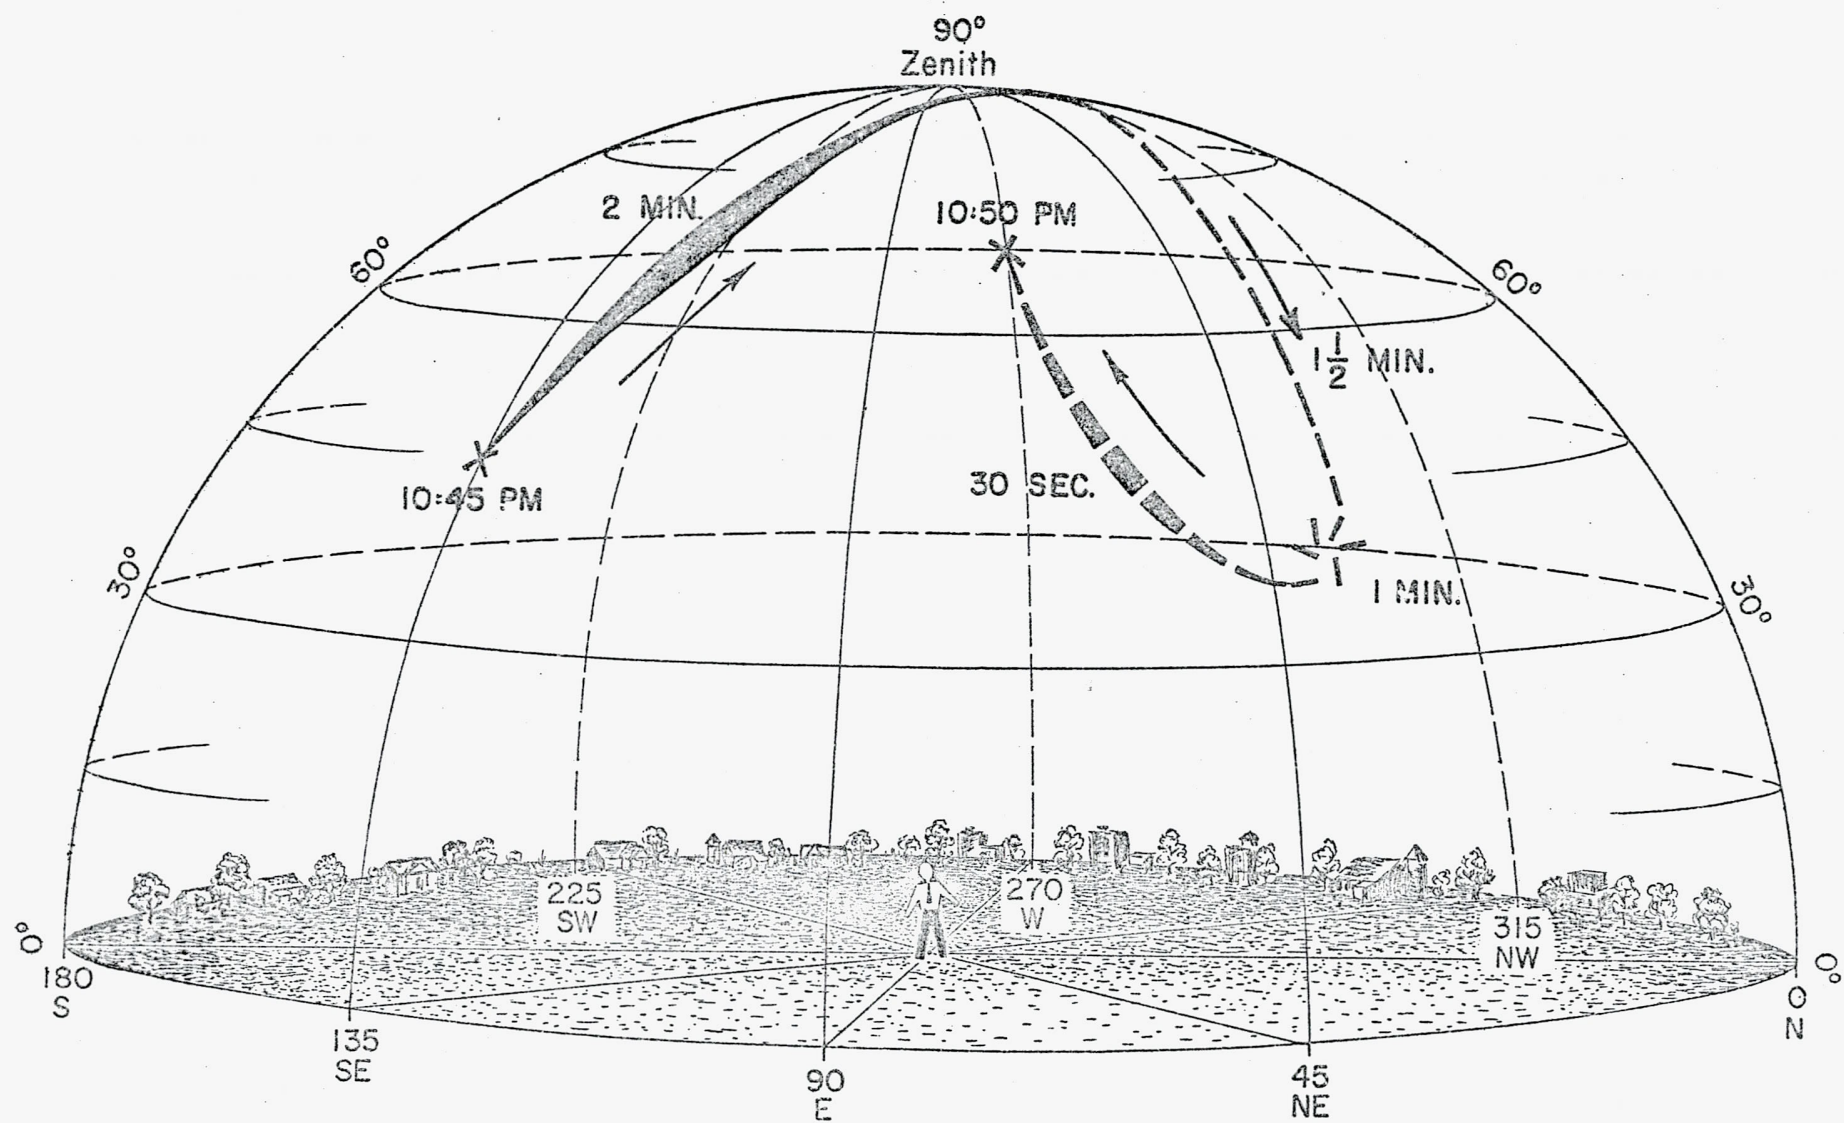 90°
Zenith
2 MIN.
10:50 PM
60°
60°
1 1/2 MIN.
30 SEC.
10:45 PM
30°
1 MIN.
30°
225
SW
270
W
315
NW
0°
180
S
0°
0
N
135
SE
90
E
45
NE